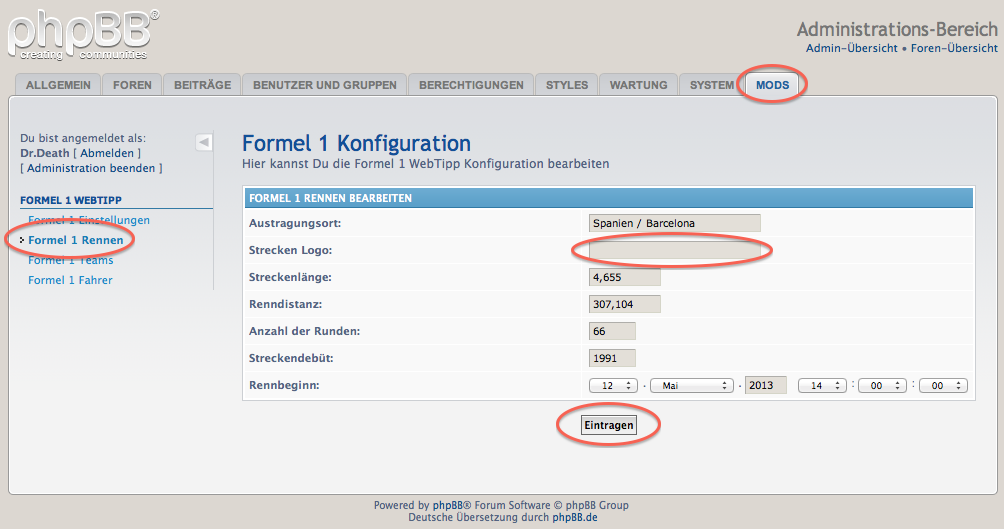 phpBB®
creating communities
Administrations-Bereich
Admin-Übersicht • Foren-Übersicht
ALLGEMEIN FOREN BEITRÄGE BENUTZER UND GRUPPEN BERECHTIGUNGEN STYLES WARTUNG SYSTEM MODS
Du bist angemeldet als:
Dr.Death [ Abmelden ]
[ Administration beenden ]
FORMEL 1 WEBTIPP
Formel 1 Einstellungen
Formel 1 Rennen
Formel 1 Teams
Formel 1 Fahrer
Formel 1 Konfiguration
Hier kannst Du die Formel 1 WebTipp Konfiguration bearbeiten
FORMEL 1 RENNEN BEARBEITEN
Austragungsort: Spanien / Barcelona
Strecken Logo:
Streckenlänge: 4,655
Renndistanz: 307,104
Anzahl der Runden: 66
Streckendebüt: 1991
Rennbeginn: 12 . Mai . 2013 14 : 00 : 00
Eintragen
Powered by phpBB® Forum Software © phpBB Group
Deutsche Übersetzung durch phpBB.de